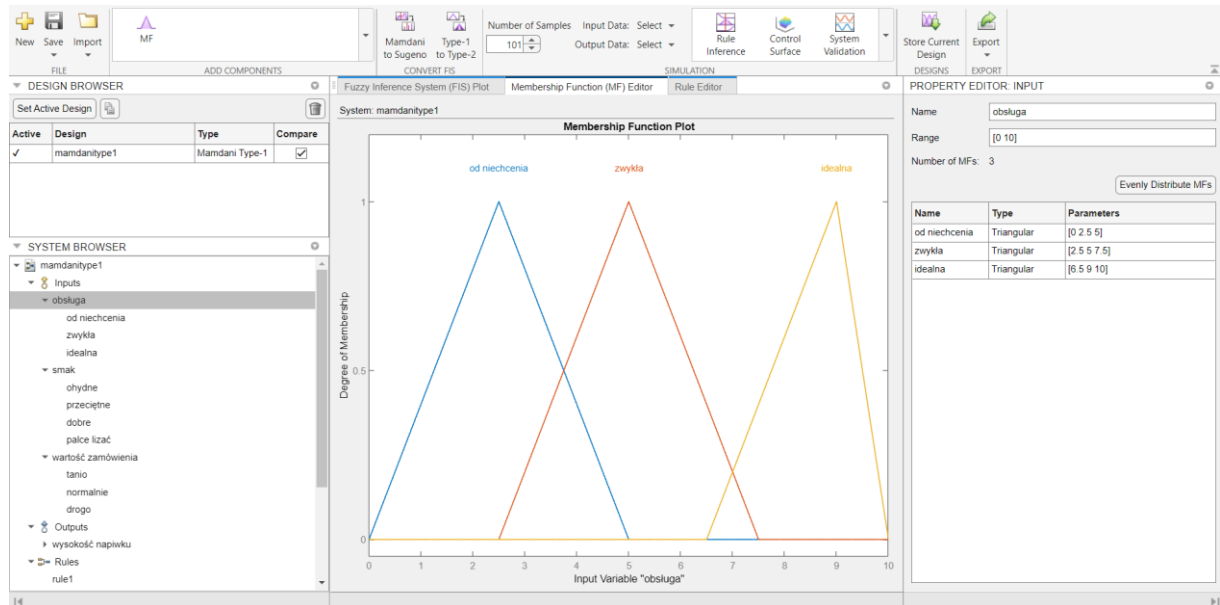 New Save Import
MF
Mamdani to Sugeno
Type-1 to Type-2
Number of Samples
101
Input Data: Select
Output Data: Select
Rule Inference
Control Surface
System Validation
Store Current Design
Export
FILE
ADD COMPONENTS
CONVERT FIS
SIMULATION
DESIGNS
EXPORT
DESIGN BROWSER
Set Active Design
Active Design Type Compare
✓ mamdanitype1 Mamdani Type-1
SYSTEM BROWSER
mamdanitype1
Inputs
obsługa
od niechcenia
zwykła
idealna
smak
ohydne
przeciętne
dobre
palce lizać
wartość zamówienia
tanio
normalnie
drogo
Outputs
wysokość napiwku
Rules
rule1
Fuzzy Inference System (FIS) Plot
Membership Function (MF) Editor
Rule Editor
System: mamdanitype1
Membership Function Plot
od niechcenia zwykła idealna
Degree of Membership
1
0.5
0
0 1 2 3 4 5 6 7 8 9 10
Input Variable "obsługa"
PROPERTY EDITOR: INPUT
Name obsługa
Range [0 10]
Number of MFs: 3
Evenly Distribute MFs
Name Type Parameters
od niechcenia Triangular [0 2.5 5]
zwykła Triangular [2.5 5 7.5]
idealna Triangular [6.5 9 10]